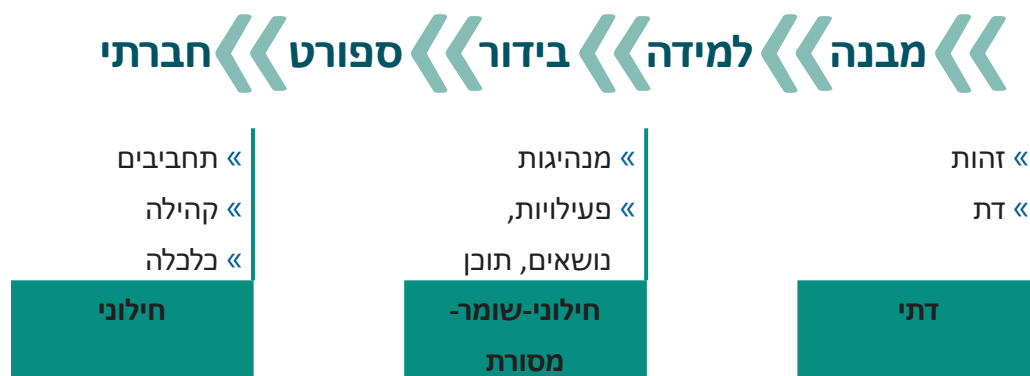 מבנה » למידה » בידור » ספורט » חברתי
» זהות
» דת
דתי
» מנהיגות
» פעילויות,
נושאים, תוכן
חילוני-שומר-
מסורת
» תחביבים
» קהילה
» כלכלה
חילוני